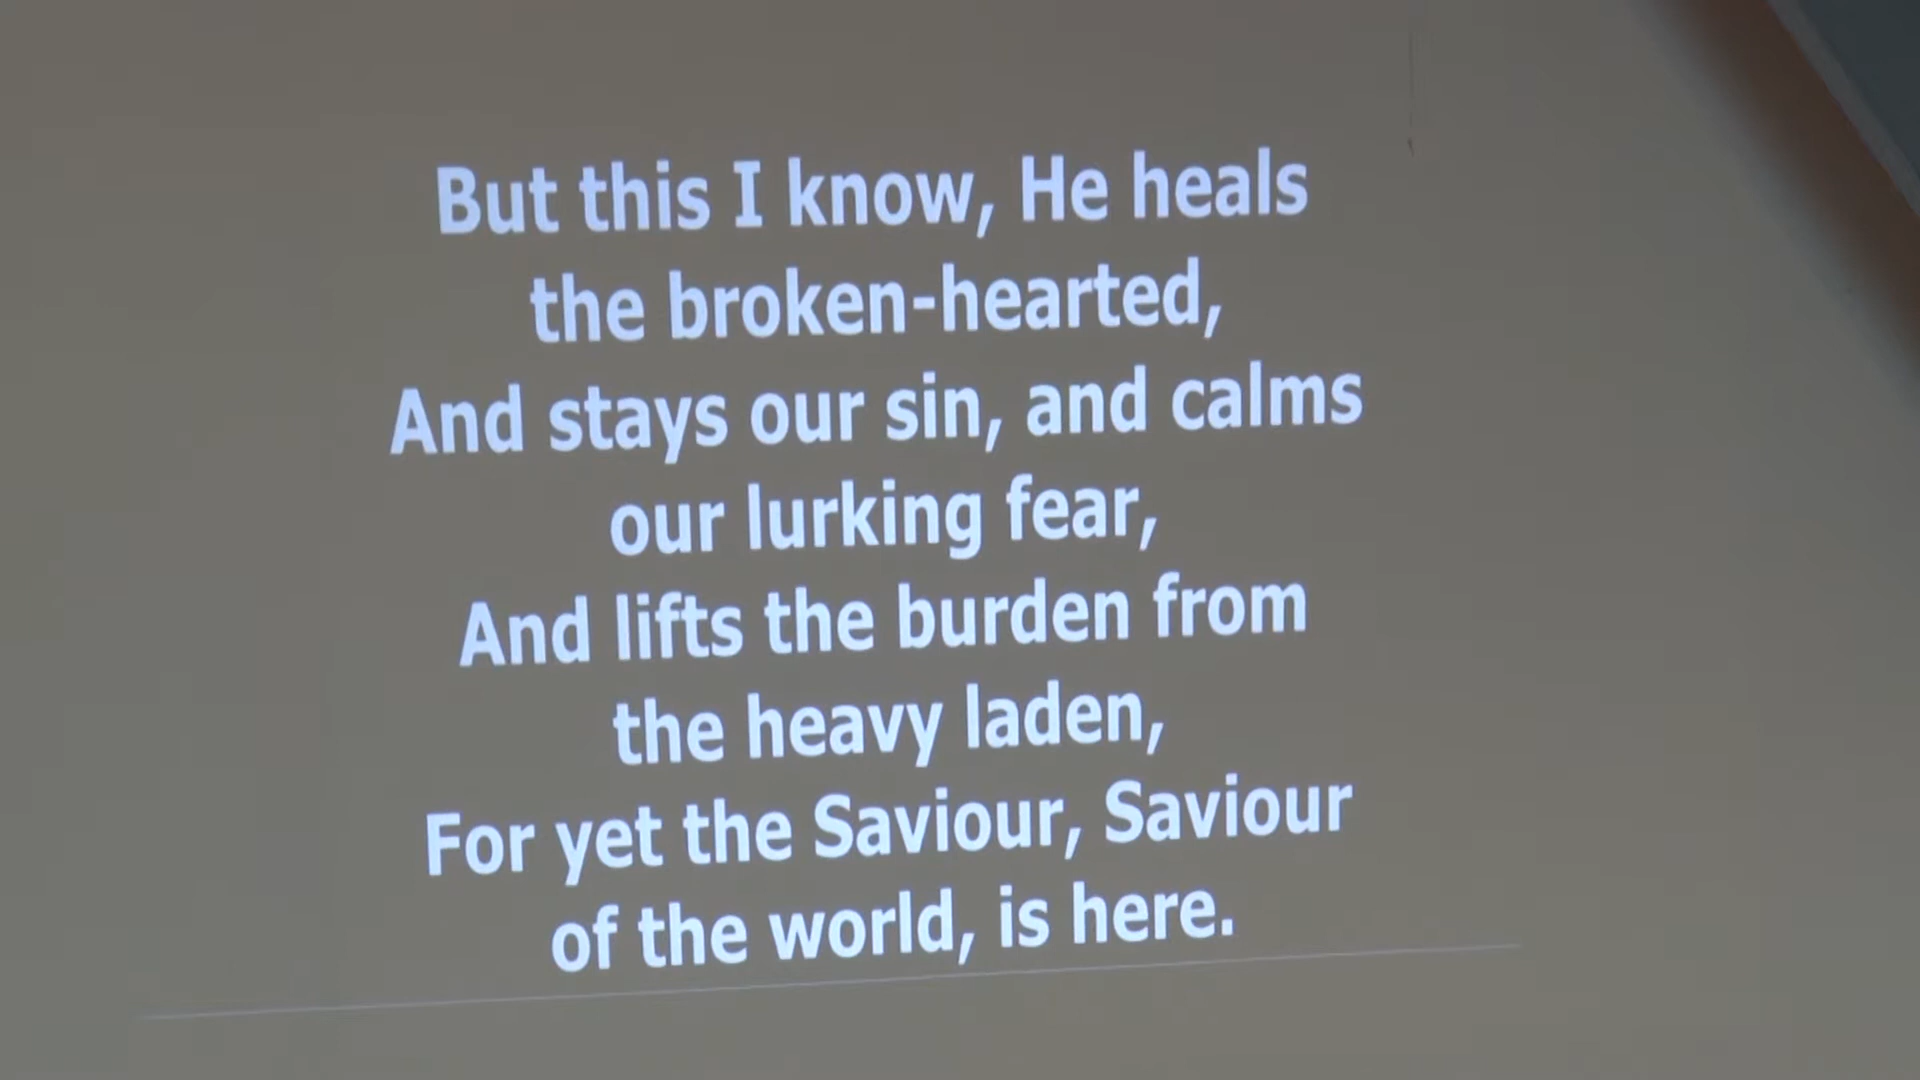 But this I know, He heals
the broken-hearted,
And stays our sin, and calms
our lurking fear,
And lifts the burden from
the heavy laden,
For yet the Saviour, Saviour
of the world, is here.